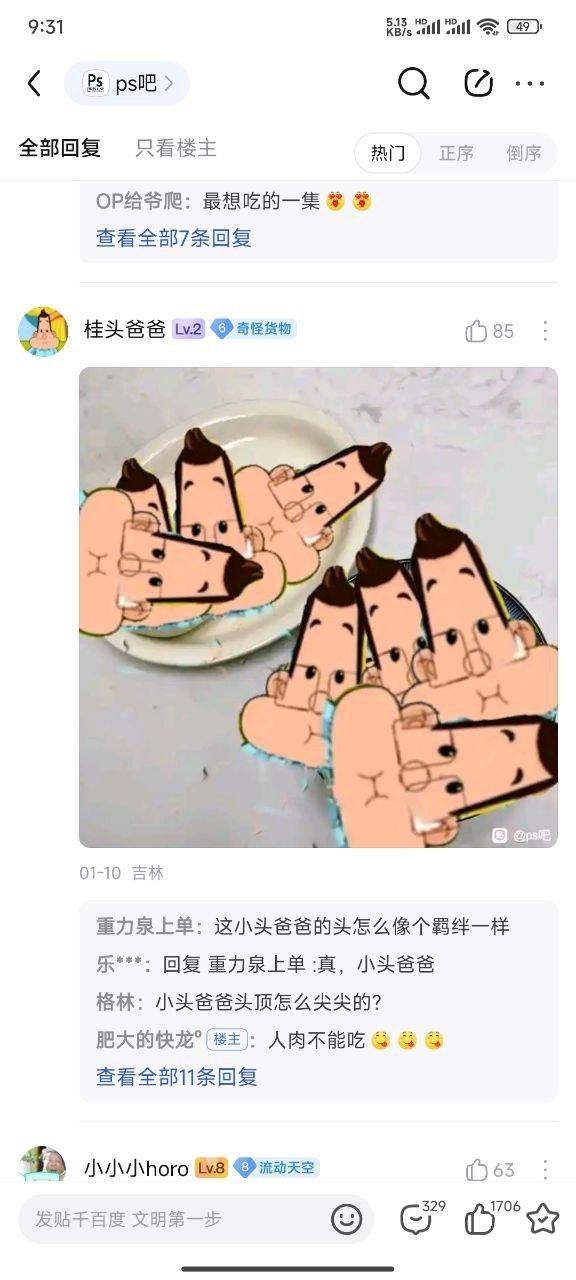 9:31
5.13 KB/s HD HD 49
Ps ps吧
全部回复 只看楼主 热门 正序 倒序
OP给爷爬：最想吃的一集
查看全部7条回复
桂头爸爸 Lv.2 6 奇怪货物 85
@ps吧
01-10 吉林
重力泉上单：这小头爸爸的头怎么像个羁绊一样
乐***：回复 重力泉上单 :真，小头爸爸
格林：小头爸爸头顶怎么尖尖的？
肥大的快龙° 楼主：人肉不能吃
查看全部11条回复
小小小horo Lv.8 8 流动天空 63
发贴千百度 文明第一步 329 1706